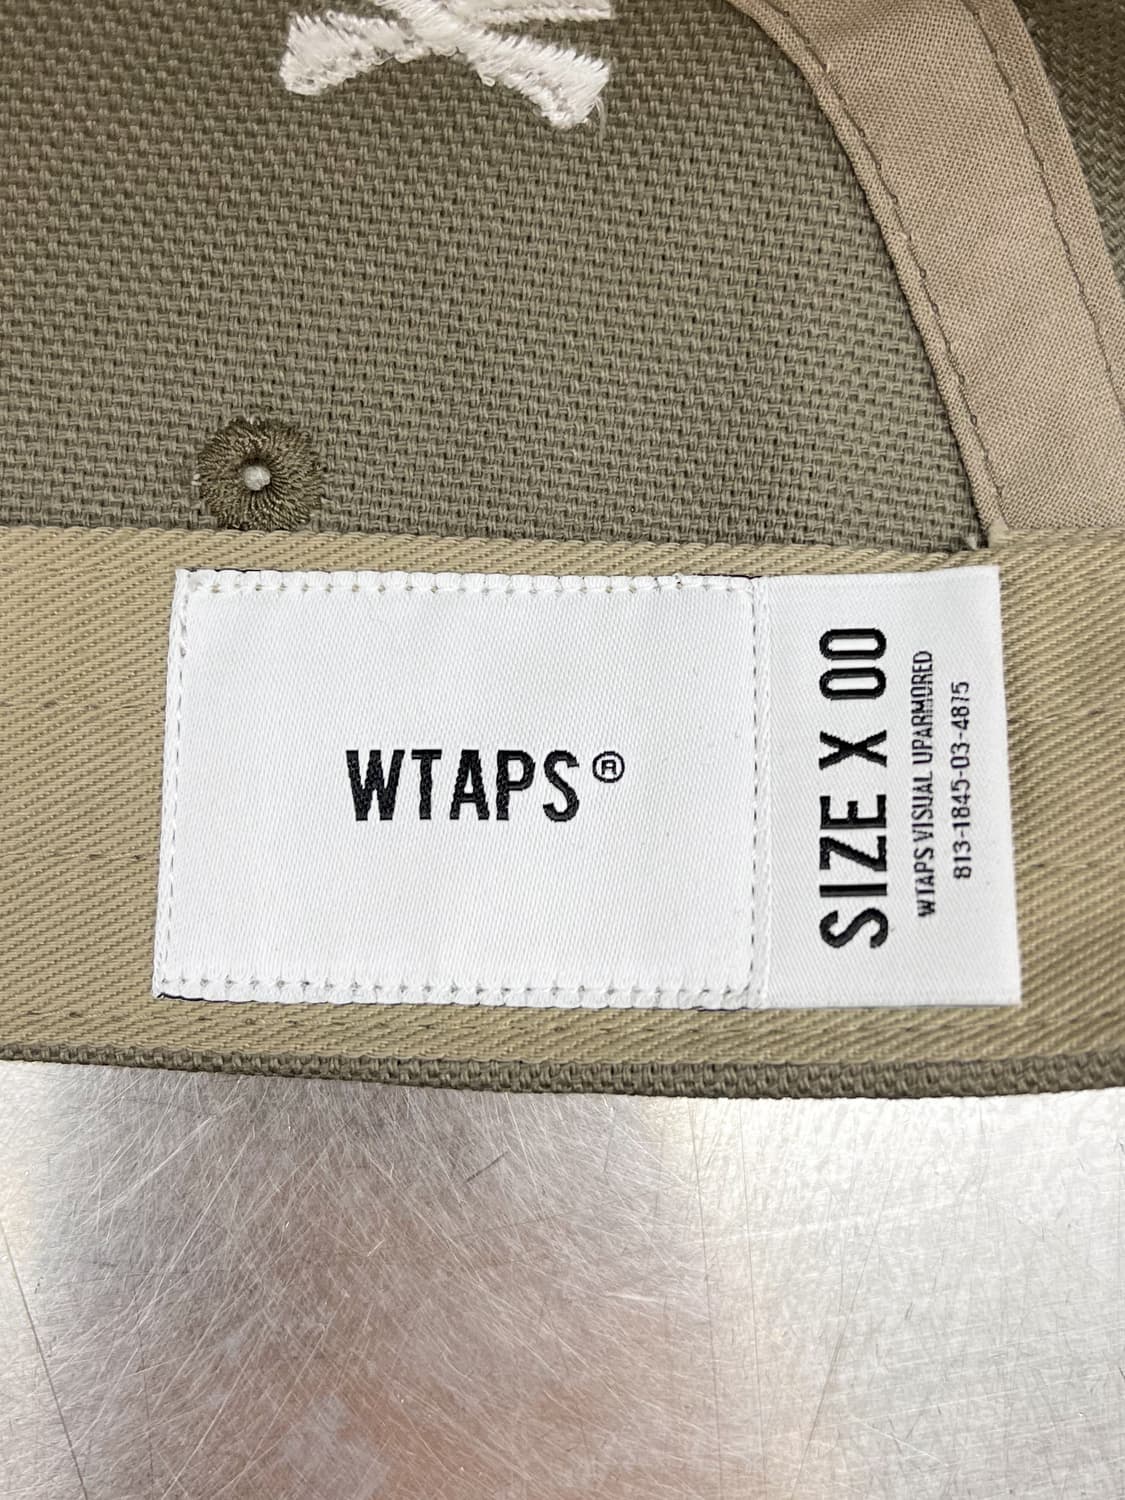 WTAPS®
SIZE X 00
WTAPS VISUAL UPARMORED
813-1845-03-4875